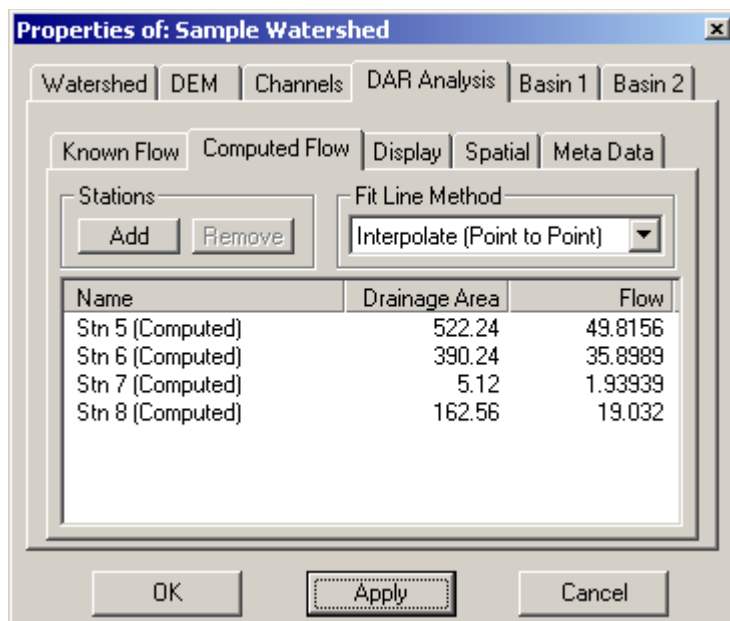 Properties of: Sample Watershed
Watershed DEM Channels DAR Analysis Basin 1 Basin 2
Known Flow Computed Flow Display Spatial Meta Data
Stations Fit Line Method
Add Remove Interpolate (Point to Point)
Name Drainage Area Flow
Stn 5 (Computed) 522.24 49.8156
Stn 6 (Computed) 390.24 35.8989
Stn 7 (Computed) 5.12 1.93939
Stn 8 (Computed) 162.56 19.032
OK Apply Cancel